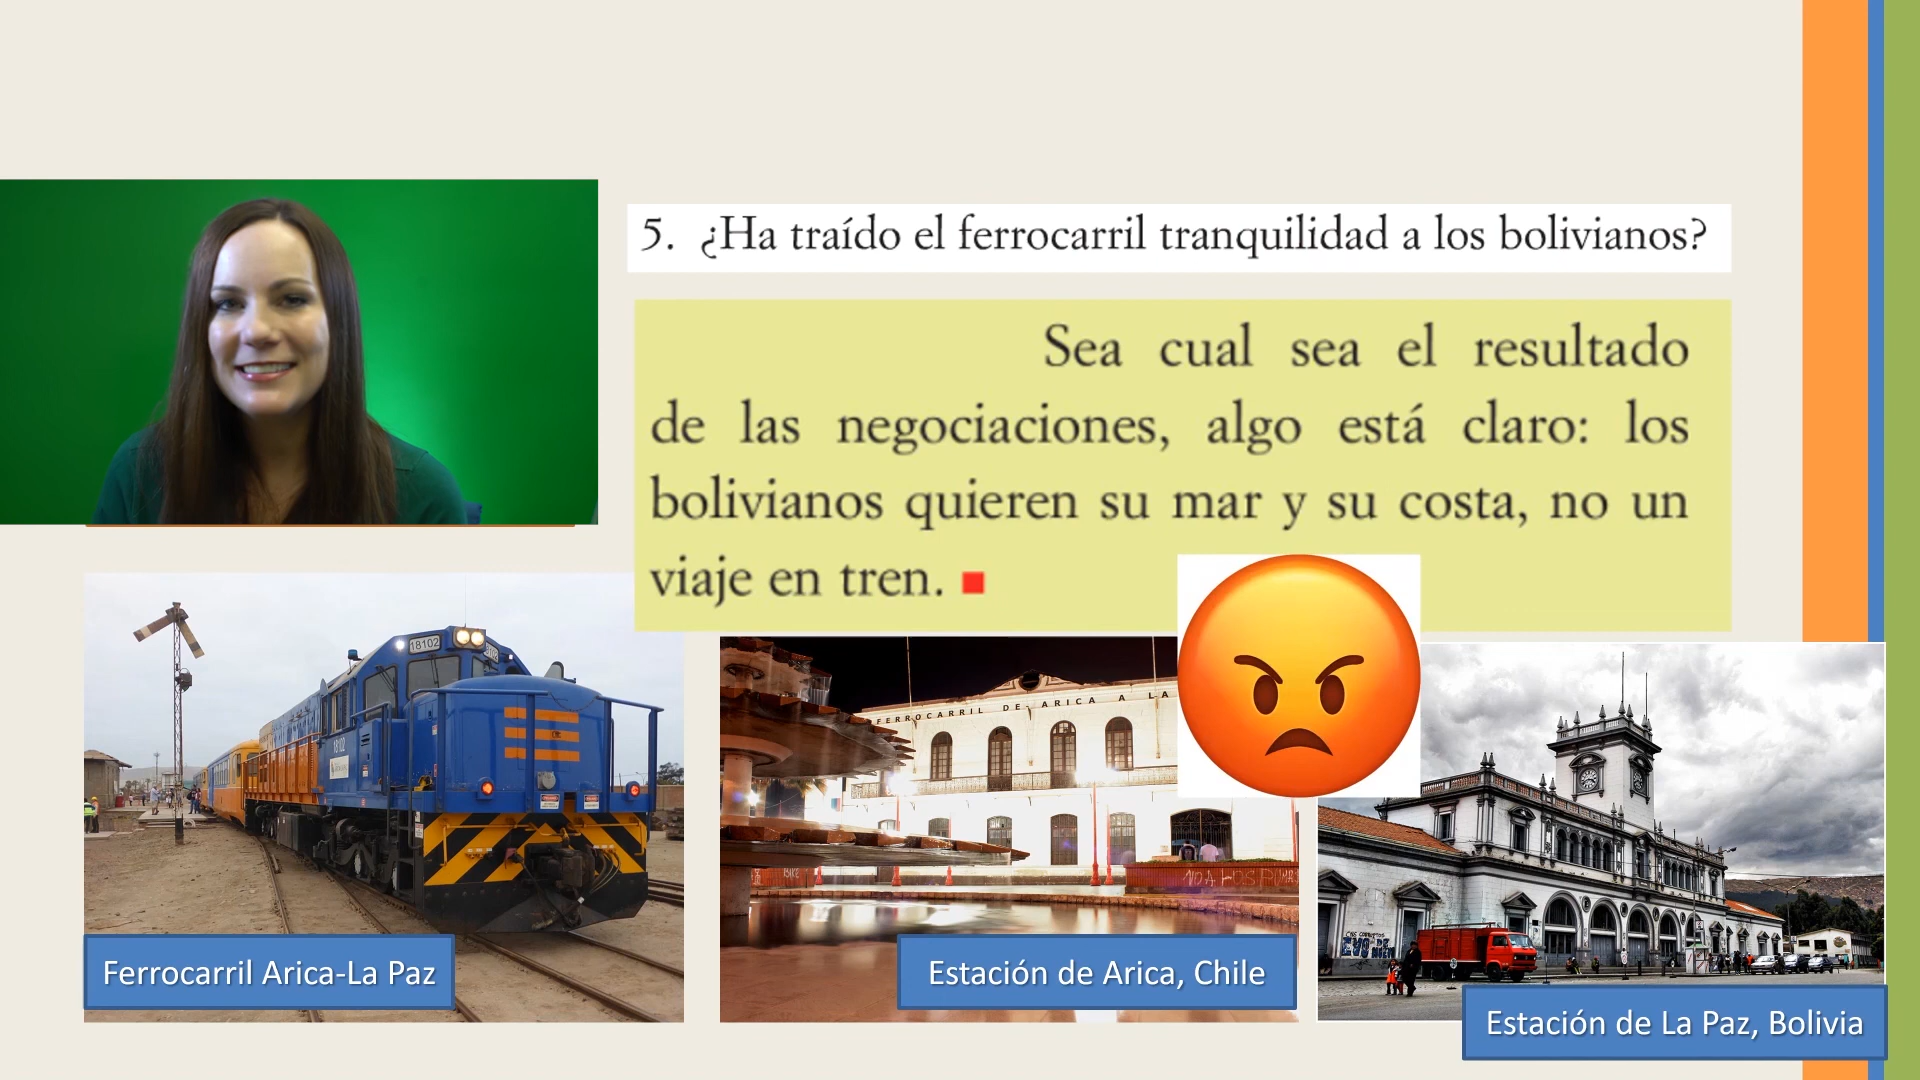 5. ¿Ha traído el ferrocarril tranquilidad a los bolivianos?
Sea cual sea el resultado
de las negociaciones, algo está claro: los
bolivianos quieren su mar y su costa, no un
viaje en tren.
18102
18102
FERROCARRIL DE ARICA A LA
Ferrocarril Arica-La Paz
Estación de Arica, Chile
Estación de La Paz, Bolivia